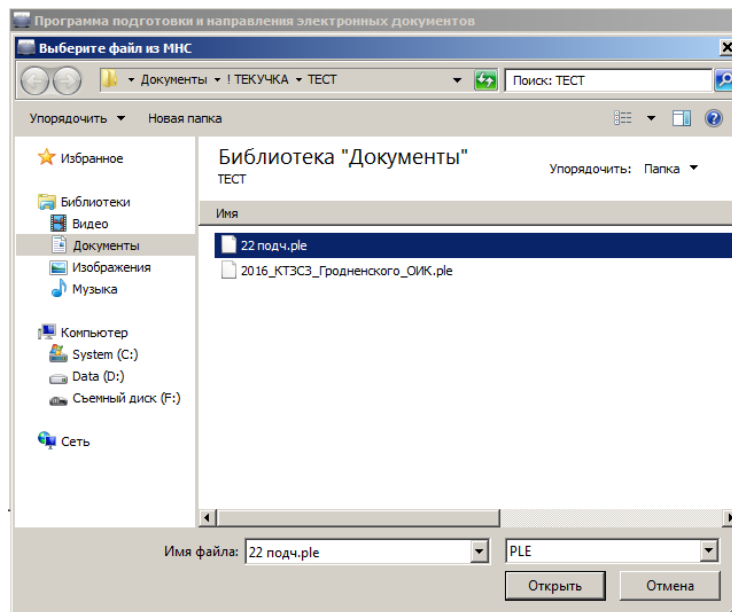 Программа подготовки и направления электронных документов
Выберите файл из МНС
Документы ! ТЕКУЧКА ТЕСТ
Поиск: ТЕСТ
Упорядочить Новая папка
Избранное
Библиотеки
Видео
Документы
Изображения
Музыка
Компьютер
System (C:)
Data (D:)
Съемный диск (F:)
Сеть
Библиотека "Документы"
ТЕСТ
Упорядочить: Папка
Имя
22 подч.ple
2016_КТЗСЗ_Гродненского_ОИК.ple
Имя файла: 22 подч.ple
PLE
Открыть Отмена